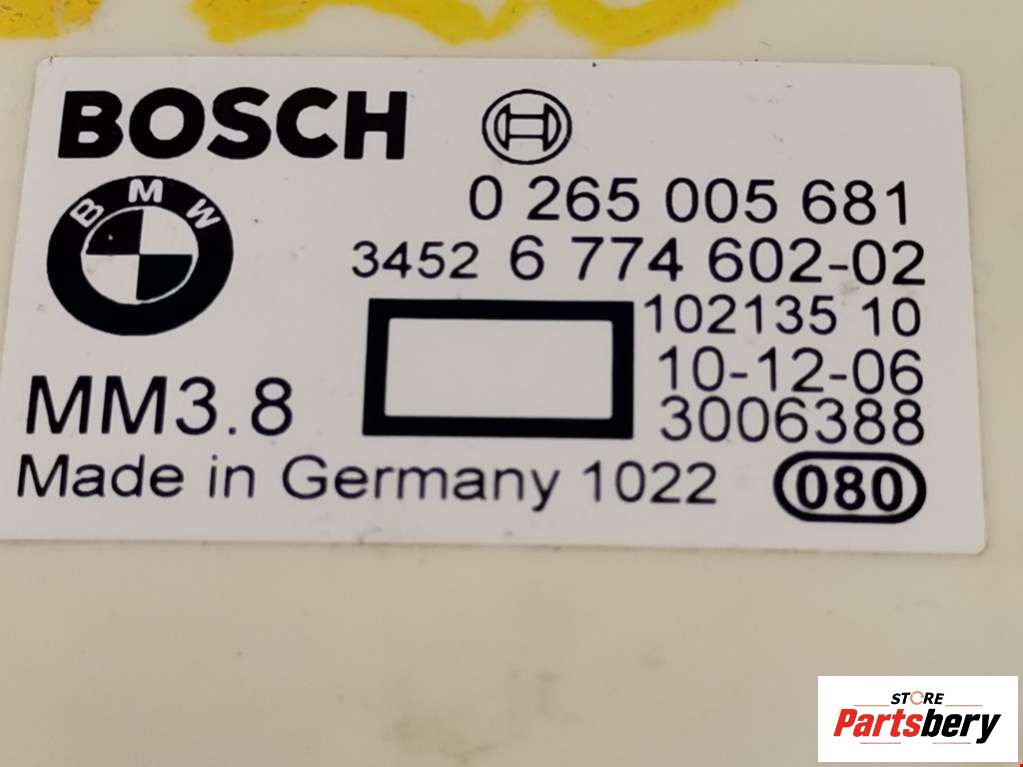 BOSCH
0 265 005 681
BMW
3452 6 774 602-02
102135 10
10-12-06
MM3.8
3006388
Made in Germany 1022
080
STORE
Partsbery